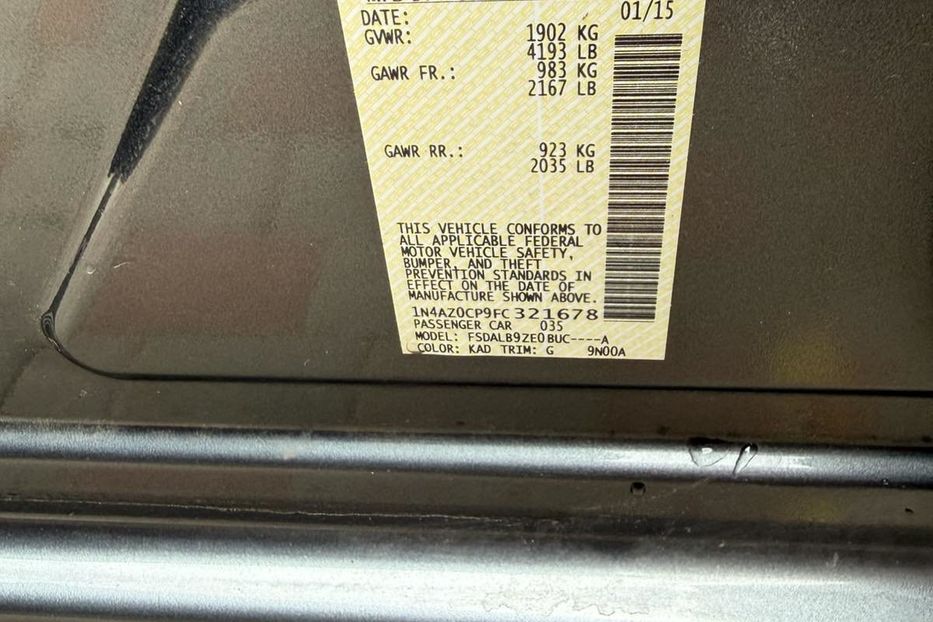 DATE: 01/15
GVWR: 1902 KG
4193 LB
GAWR FR.: 983 KG
2167 LB
GAWR RR.: 923 KG
2035 LB
THIS VEHICLE CONFORMS TO
ALL APPLICABLE FEDERAL
MOTOR VEHICLE SAFETY,
BUMPER, AND THEFT
PREVENTION STANDARDS IN
EFFECT ON THE DATE OF
MANUFACTURE SHOWN ABOVE.
1N4AZ0CP9FC321678
PASSENGER CAR 035
MODEL: FSDALB9ZE0BUC----A
COLOR: KAD TRIM: G 9N00A